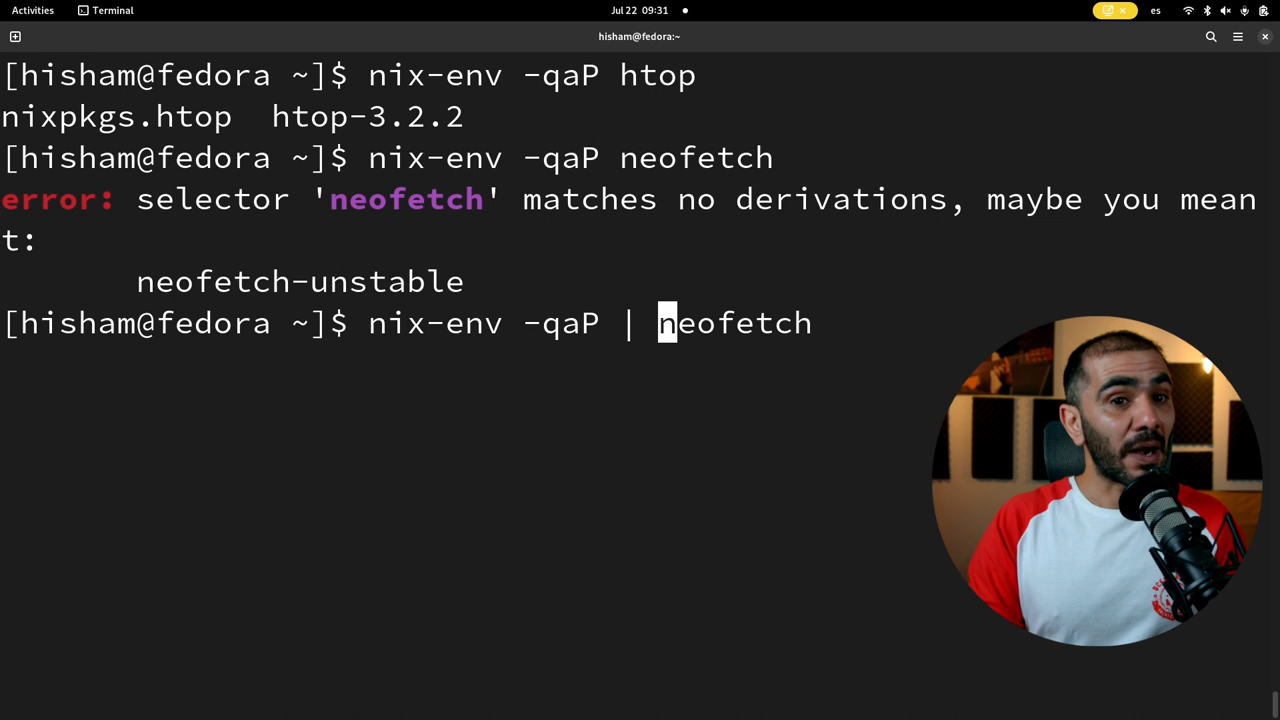 Activities Terminal Jul 22 09:31 es
hisham@fedora:~
[hisham@fedora ~]$ nix-env -qaP htop
nixpkgs.htop  htop-3.2.2
[hisham@fedora ~]$ nix-env -qaP neofetch
error: selector 'neofetch' matches no derivations, maybe you mean
t:
neofetch-unstable
[hisham@fedora ~]$ nix-env -qaP | neofetch